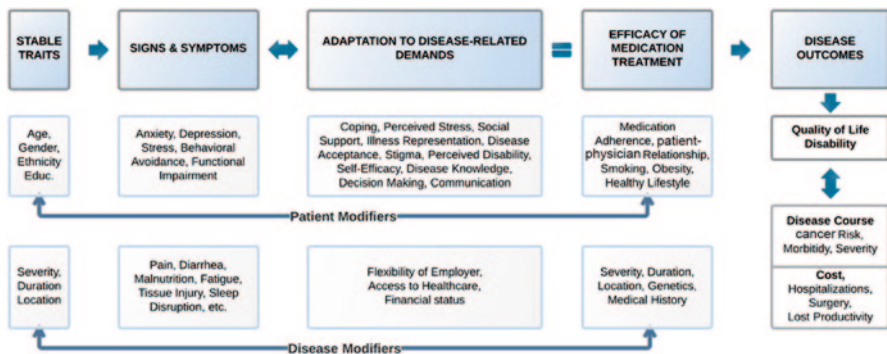 STABLE
TRAITS
SIGNS & SYMPTOMS
ADAPTATION TO DISEASE-RELATED
DEMANDS
EFFICACY OF
MEDICATION
TREATMENT
DISEASE
OUTCOMES
Age,
Gender,
Ethnicity
Educ.
Anxiety, Depression,
Stress, Behavioral
Avoidance, Functional
Impairment
Coping, Perceived Stress, Social
Support, Illness Representation, Disease
Acceptance, Stigma, Perceived Disability,
Self-Efficacy, Disease Knowledge,
Decision Making, Communication
Medication
Adherence, patient-
physician Relationship,
Smoking, Obesity,
Healthy Lifestyle
Quality of Life
Disability
Patient Modifiers
Severity,
Duration
Location
Pain, Diarrhea,
Malnutrition, Fatigue,
Tissue Injury, Sleep
Disruption, etc.
Flexibility of Employer,
Access to Healthcare,
Financial status
Severity, Duration,
Location, Genetics,
Medical History
Disease Course
cancer Risk,
Morbitidy, Severity
Cost,
Hospitalizations,
Surgery,
Lost Productivity
Disease Modifiers